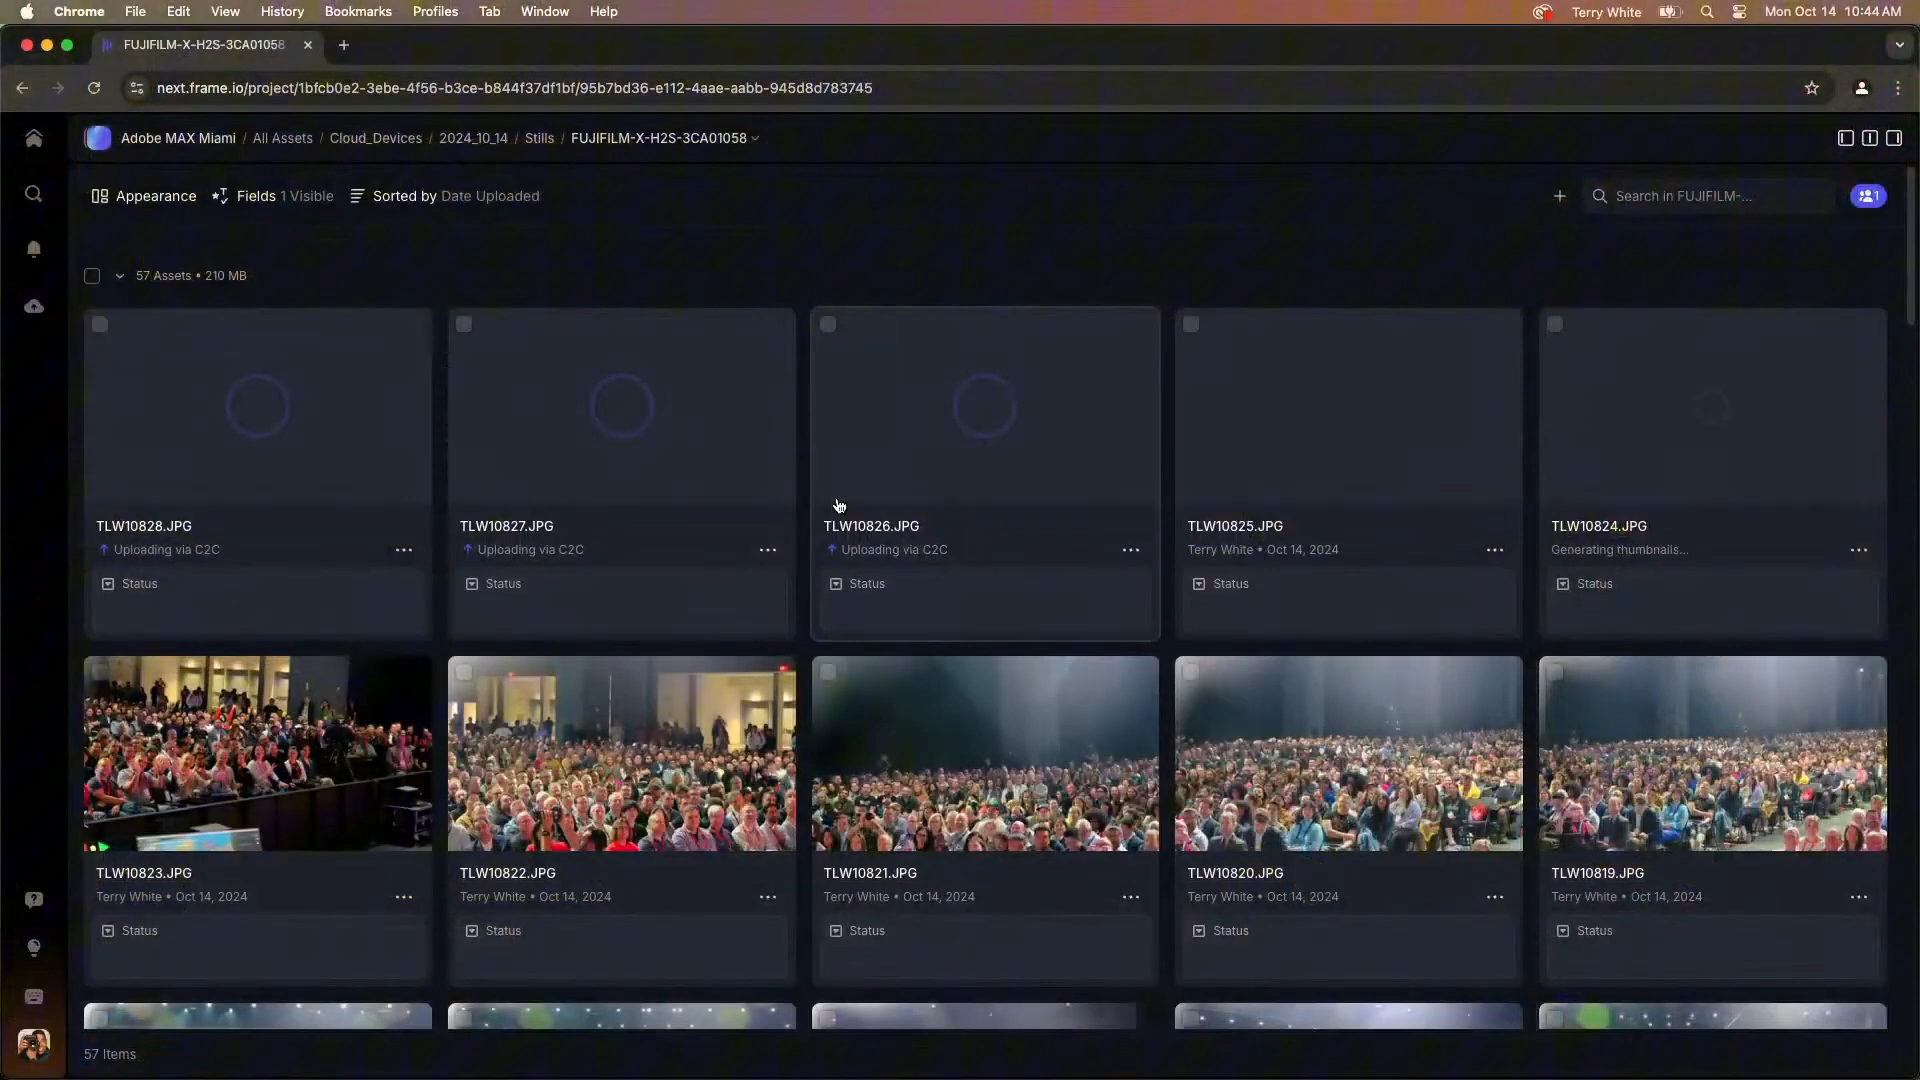 Chrome File Edit View History Bookmarks Profiles Tab Window Help Terry White Mon Oct 14 10:44 AM
FUJIFILM-X-H2S-3CA01058
next.frame.io/project/1bfcb0e2-3ebe-4f56-b3ce-b844f37df1bf/95b7bd36-e112-4aae-aabb-945d8d783745
Adobe MAX Miami / All Assets / Cloud_Devices / 2024_10_14 / Stills / FUJIFILM-X-H2S-3CA01058
Appearance Fields 1 Visible Sorted by Date Uploaded Search in FUJIFILM-... 1
57 Assets • 210 MB
TLW10828.JPG TLW10827.JPG TLW10826.JPG TLW10825.JPG TLW10824.JPG
Uploading via C2C Uploading via C2C Uploading via C2C Terry White • Oct 14, 2024 Generating thumbnails...
Status Status Status Status Status
TLW10823.JPG TLW10822.JPG TLW10821.JPG TLW10820.JPG TLW10819.JPG
Terry White • Oct 14, 2024 Terry White • Oct 14, 2024 Terry White • Oct 14, 2024 Terry White • Oct 14, 2024 Terry White • Oct 14, 2024
Status Status Status Status Status
57 Items